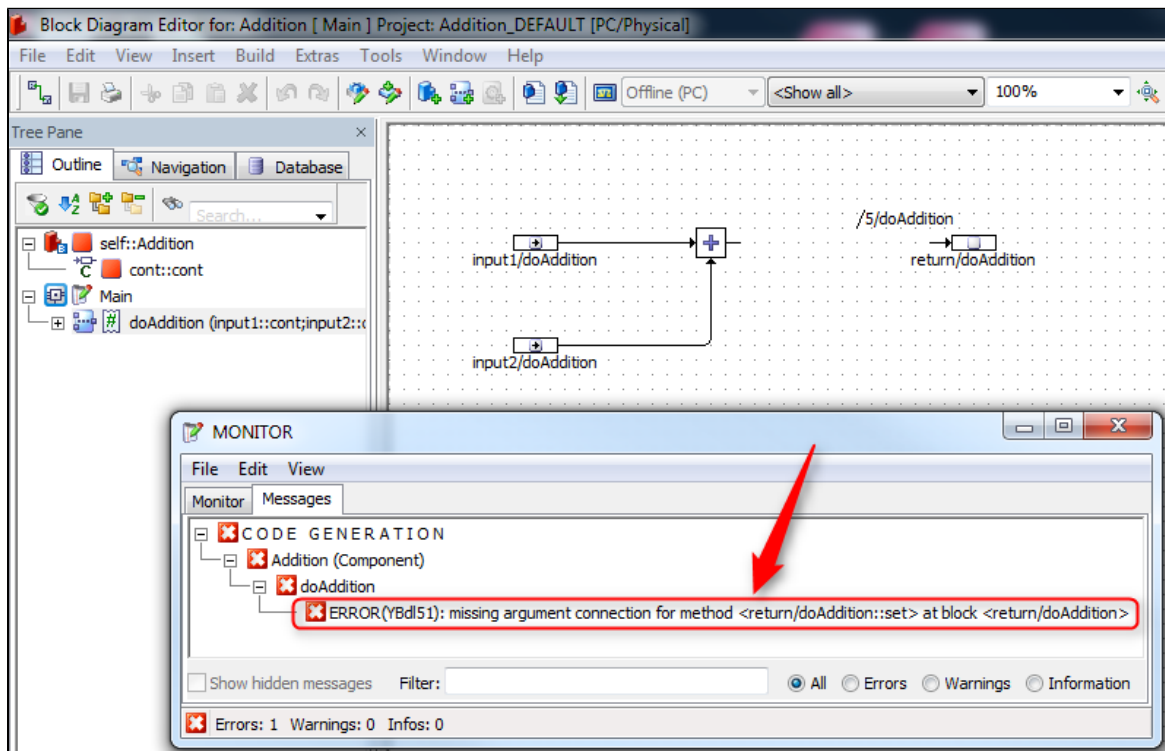 Block Diagram Editor for: Addition [ Main ] Project: Addition_DEFAULT [PC/Physical]
File Edit View Insert Build Extras Tools Window Help
Offline (PC) <Show all> 100%
Tree Pane
Outline Navigation Database
Search...
self::Addition
cont::cont
Main
doAddition (input1::cont;input2::c
/5/doAddition
input1/doAddition
return/doAddition
input2/doAddition
MONITOR
File Edit View
Monitor Messages
CODE GENERATION
Addition (Component)
doAddition
ERROR(YBdl51): missing argument connection for method <return/doAddition::set> at block <return/doAddition>
Show hidden messages Filter: All Errors Warnings Information
Errors: 1 Warnings: 0 Infos: 0